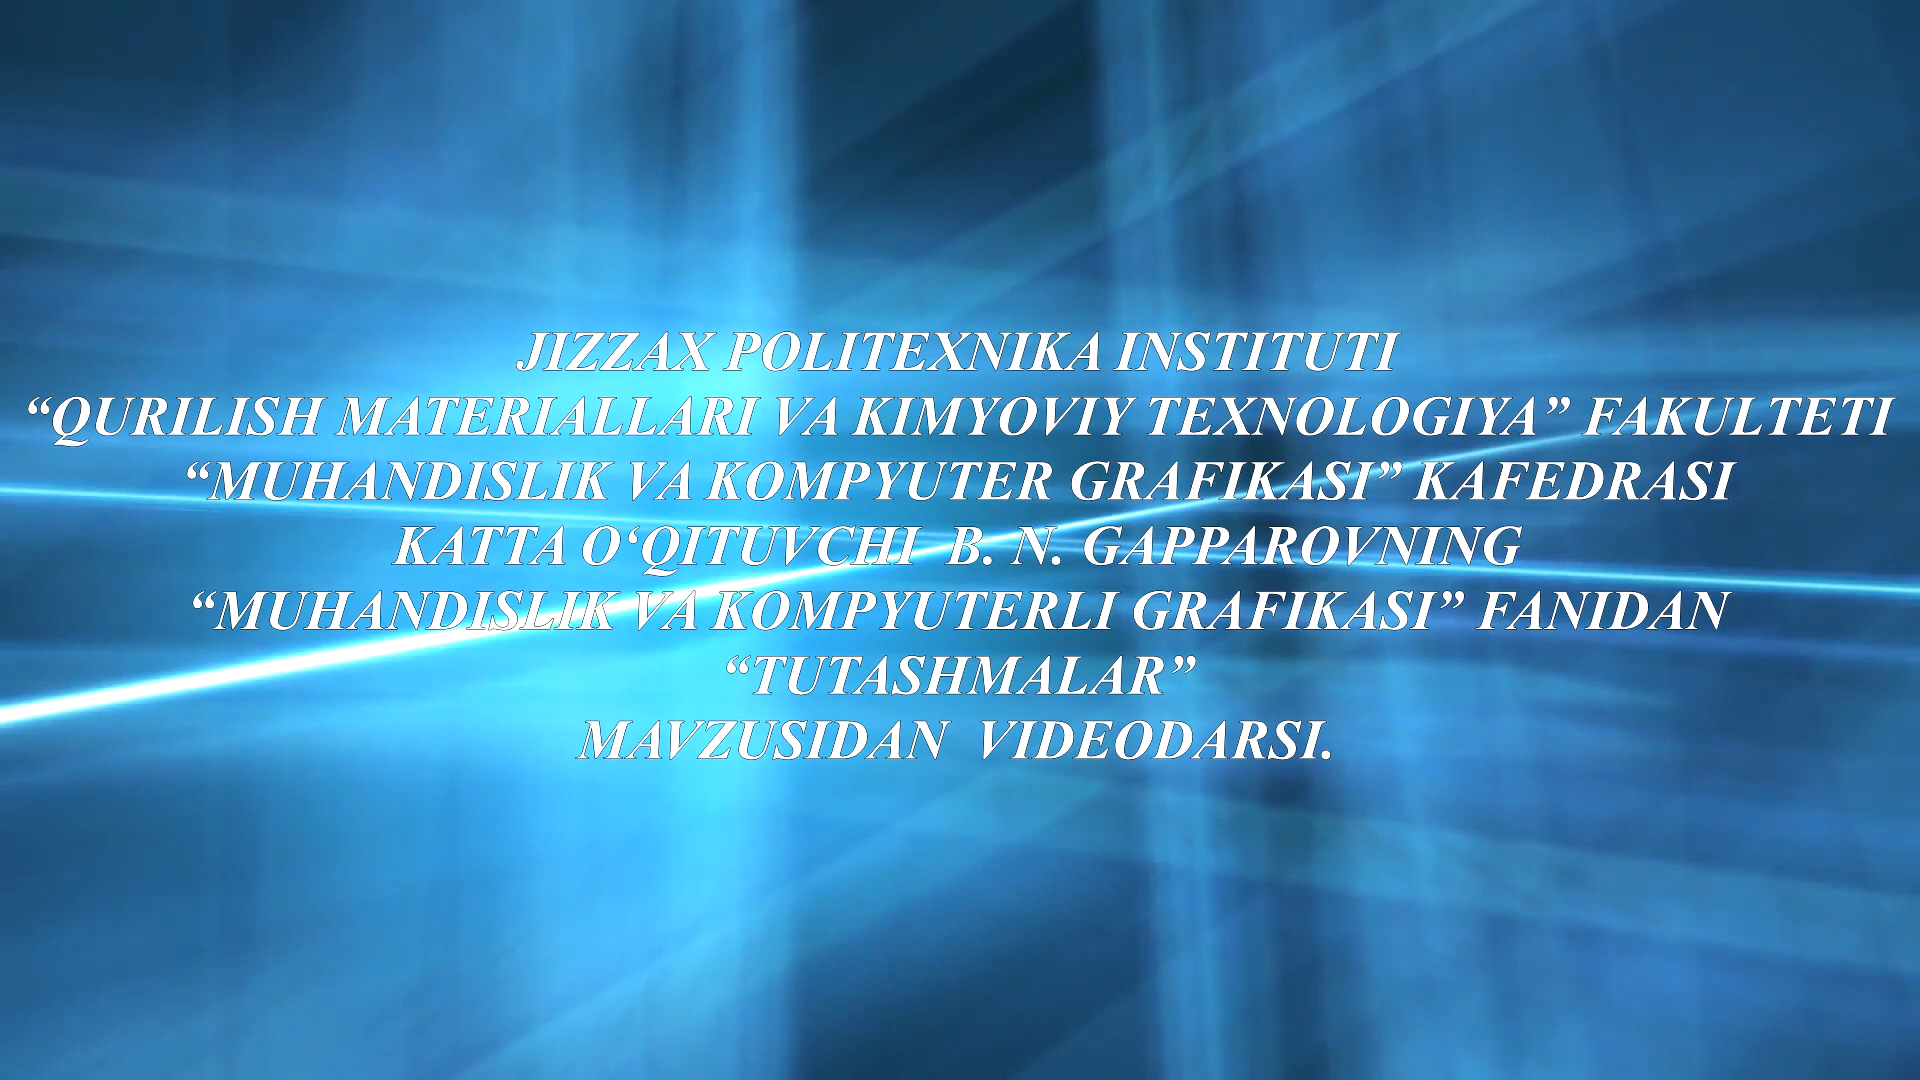 JIZZAX POLITEXNIKA INSTITUTI
“QURILISH MATERIALLARI VA KIMYOVIY TEXNOLOGIYA” FAKULTETI
“MUHANDISLIK VA KOMPYUTER GRAFIKASI” KAFEDRASI
KATTA O‘QITUVCHI B. N. GAPPAROVNING
“MUHANDISLIK VA KOMPYUTERLI GRAFIKASI” FANIDAN
“TUTASHMALAR”
MAVZUSIDAN VIDEODARSI.